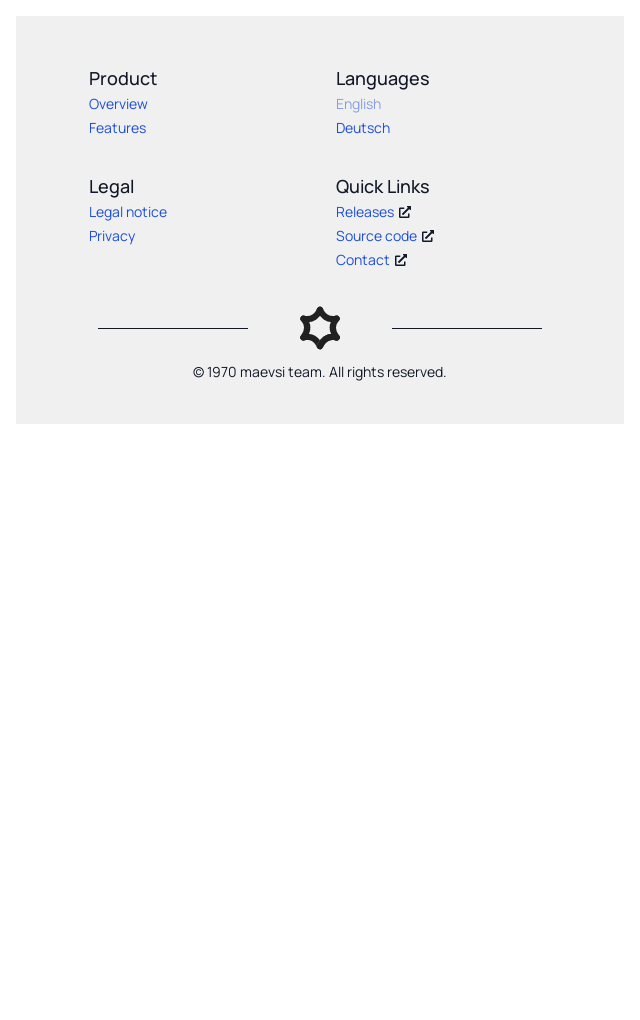 Product
Overview
Features
Languages
English
Deutsch
Legal
Legal notice
Privacy
Quick Links
Releases
Source code
Contact
© 1970 maevsi team. All rights reserved.